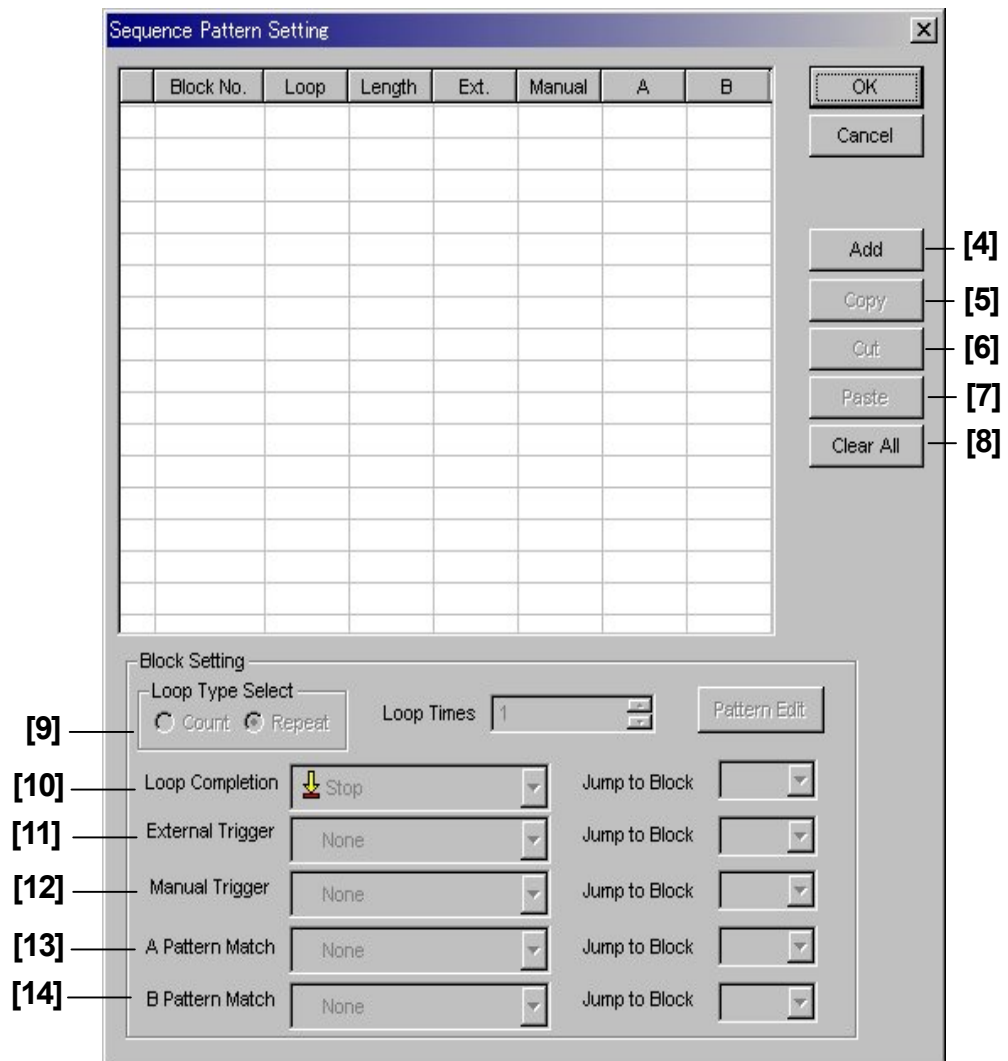 Sequence Pattern Setting
Block No. Loop Length Ext. Manual A B
OK
Cancel
Add [4]
Copy [5]
Cut [6]
Paste [7]
Clear All [8]
Block Setting
Loop Type Select
[9] Count Repeat Loop Times 1 Pattern Edit
[10] Loop Completion Stop Jump to Block
[11] External Trigger None Jump to Block
[12] Manual Trigger None Jump to Block
[13] A Pattern Match None Jump to Block
[14] B Pattern Match None Jump to Block